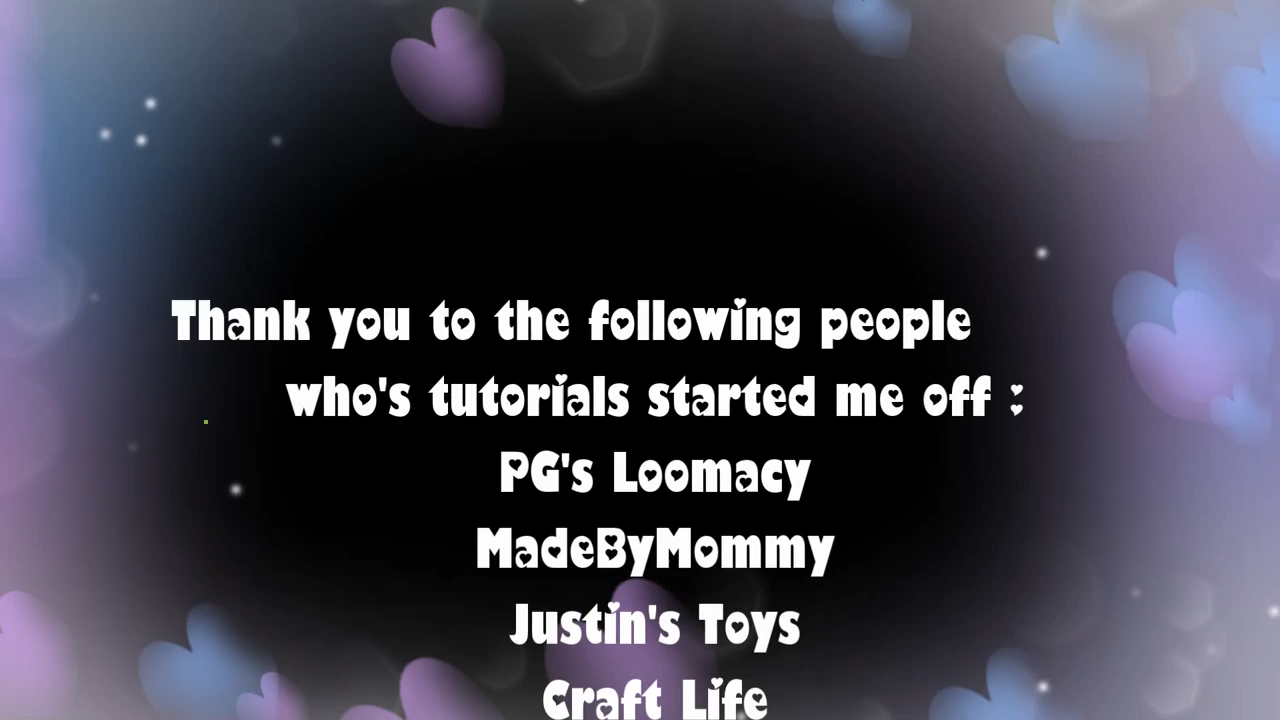 Thank you to the following people
who's tutorials started me off :
PG's Loomacy
MadeByMommy
Justin's Toys
Craft Life